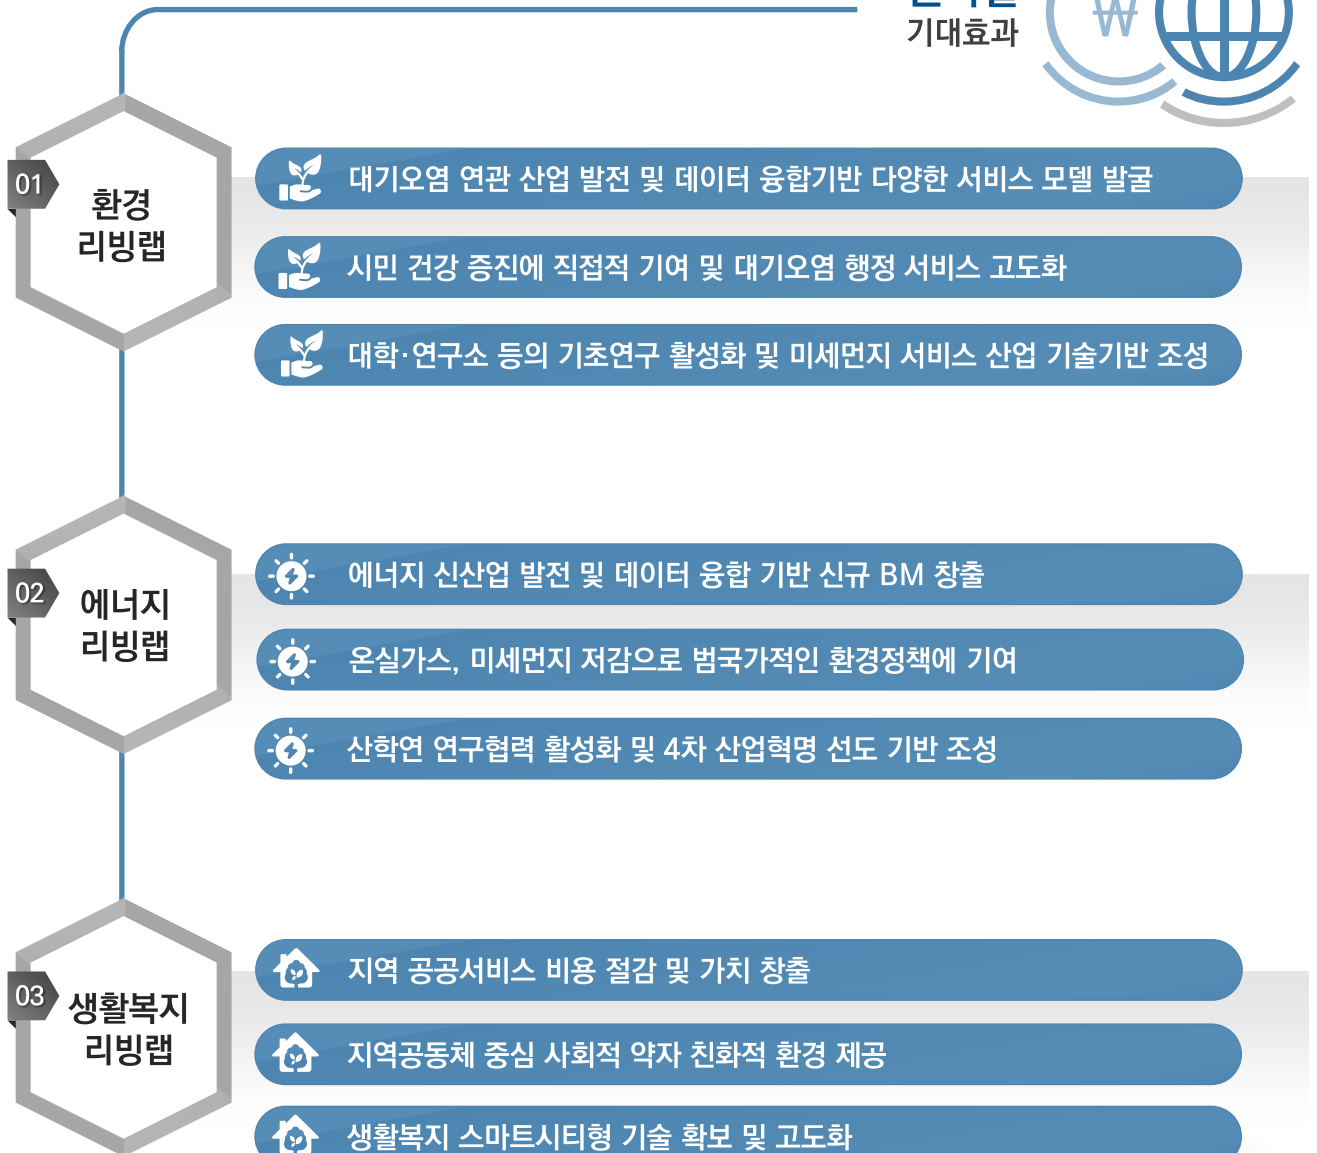 기대효과
01
환경
리빙랩
대기오염 연관 산업 발전 및 데이터 융합기반 다양한 서비스 모델 발굴
시민 건강 증진에 직접적 기여 및 대기오염 행정 서비스 고도화
대학·연구소 등의 기초연구 활성화 및 미세먼지 서비스 산업 기술기반 조성
02
에너지
리빙랩
에너지 신산업 발전 및 데이터 융합 기반 신규 BM 창출
온실가스, 미세먼지 저감으로 범국가적인 환경정책에 기여
산학연 연구협력 활성화 및 4차 산업혁명 선도 기반 조성
03
생활복지
리빙랩
지역 공공서비스 비용 절감 및 가치 창출
지역공동체 중심 사회적 약자 친화적 환경 제공
생활복지 스마트시티형 기술 확보 및 고도화